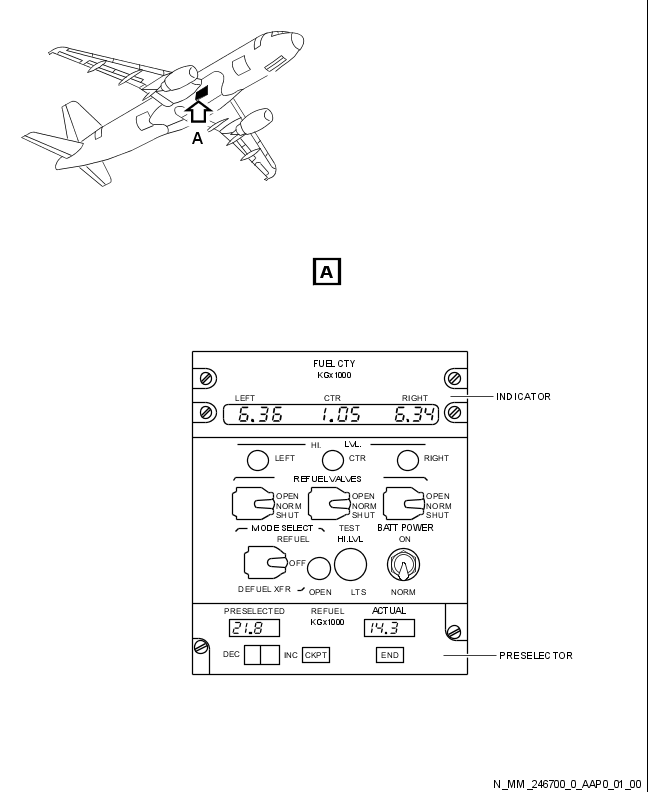 A
A
FUEL CTY
KGx1000
LEFT CTR RIGHT
6.36 1.05 6.34
INDICATOR
HI. LVL.
LEFT CTR RIGHT
REFUEL VALVES
OPEN OPEN OPEN
NORM NORM NORM
SHUT SHUT SHUT
MODE SELECT TEST BATT POWER
REFUEL HI.LVL ON
OFF
DEFUEL XFR OPEN LTS NORM
PRESELECTED REFUEL ACTUAL
KGx1000
21.8 14.3
DEC INC CKPT END
PRESELECTOR
N_MM_246700_0_AAP0_01_00